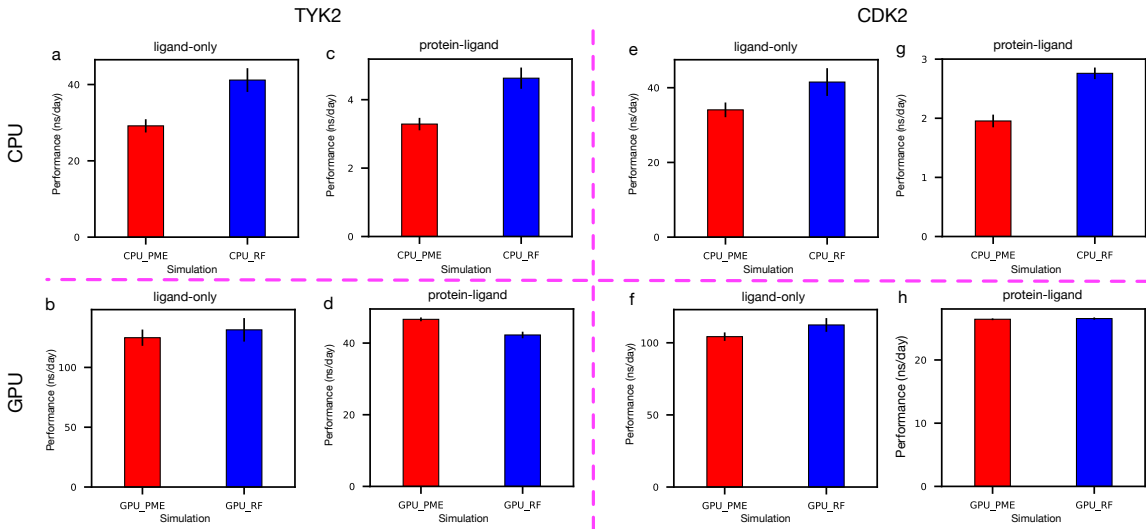 TYK2
CDK2
CPU
GPU
a
ligand-only
Performance (ns/day)
40
20
0
CPU_PME
CPU_RF
Simulation
c
protein-ligand
Performance (ns/day)
4
2
0
CPU_PME
CPU_RF
Simulation
e
ligand-only
Performance (ns/day)
40
20
0
CPU_PME
CPU_RF
Simulation
g
protein-ligand
Performance (ns/day)
3
2
1
0
CPU_PME
CPU_RF
Simulation
b
ligand-only
Performance (ns/day)
100
50
0
GPU_PME
GPU_RF
Simulation
d
protein-ligand
Performance (ns/day)
40
20
0
GPU_PME
GPU_RF
Simulation
f
ligand-only
Performance (ns/day)
100
50
0
GPU_PME
GPU_RF
Simulation
h
protein-ligand
Performance (ns/day)
20
0
GPU_PME
GPU_RF
Simulation